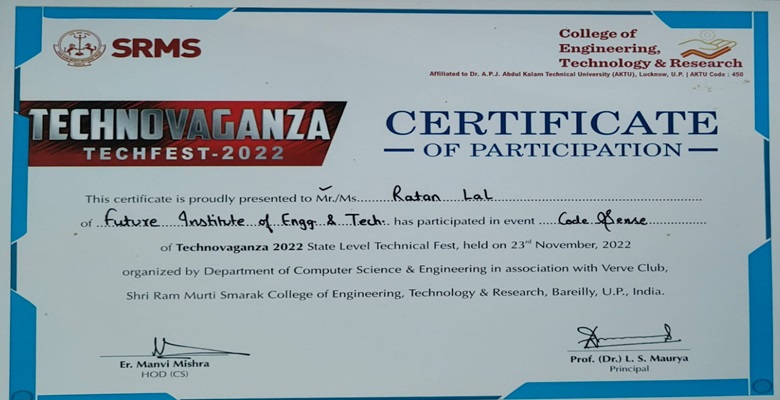 SRMS
College of
Engineering,
Technology & Research
Affiliated to Dr. A.P.J. Abdul Kalam Technical University (AKTU), Lucknow, U.P. | AKTU Code : 450
TECHNOVAGANZA
TECHFEST-2022
CERTIFICATE
OF PARTICIPATION
This certificate is proudly presented to Mr./Ms. Ratan Lal
of Future Institute of Engg & Tech. has participated in event Code Sense
of Technovaganza 2022 State Level Technical Fest, held on 23rd November, 2022
organized by Department of Computer Science & Engineering in association with Verve Club,
Shri Ram Murti Smarak College of Engineering, Technology & Research, Bareilly, U.P., India.
Er. Manvi Mishra
HOD (CS)
Prof. (Dr.) L. S. Maurya
Principal